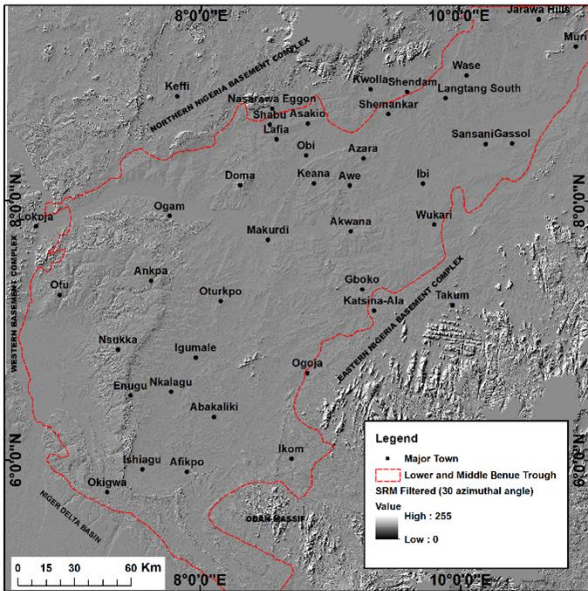 8°0'0"E
10°0'0"E
Jarawa Hills
Muri
NORTHERN NIGERIA BASEMENT COMPLEX
Wase
Keffi
Kwolla
Shendam
Langtang South
Nasarawa Eggon
Shemankar
Shabu
Asakio
Lafia
Sansani
Gassol
Obi
Azara
Doma
Keana
Awe
Ibi
8°0'0"N
8°0'0"N
Lokoja
Ogam
Wukari
Akwana
Makurdi
WESTERN BASEMENT COMPLEX
EASTERN NIGERIA BASEMENT COMPLEX
Ankpa
Gboko
Ofu
Oturkpo
Katsina-Ala
Takum
Nsukka
Igumale
Ogoja
Enugu
Nkalagu
Abakaliki
6°0'0"N
6°0'0"N
Ikom
Ishiagu
Afikpo
Okigwa
NIGER DELTA BASIN
OBAN MASSIF
Legend
Major Town
Lower and Middle Benue Trough
SRM Filtered (30 azimuthal angle)
Value
High : 255
Low : 0
0 15 30 60 Km
8°0'0"E
10°0'0"E